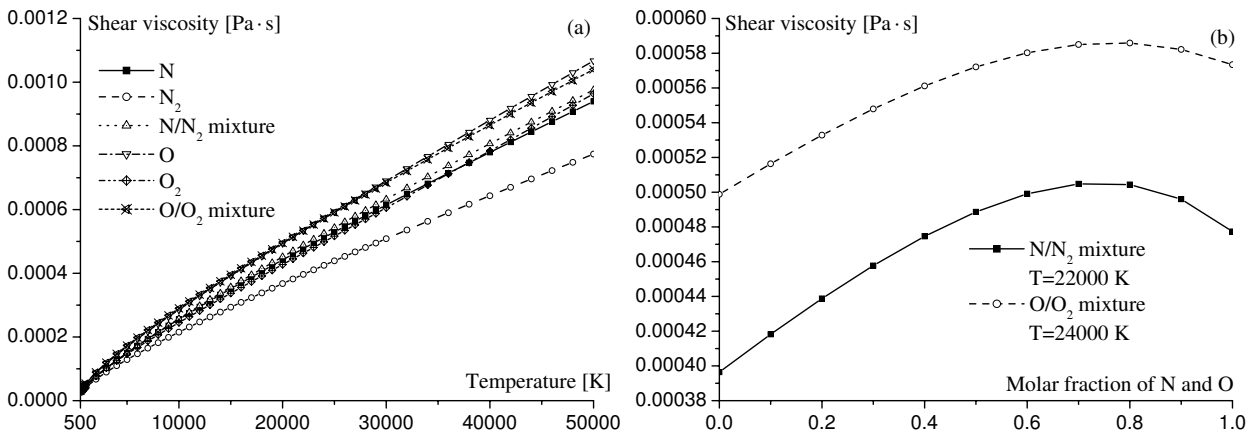 Shear viscosity [Pa·s]
(a)
0.0012
0.0010
0.0008
0.0006
0.0004
0.0002
0.0000
N
N2
N/N2 mixture
O
O2
O/O2 mixture
Temperature [K]
500
10000
20000
30000
40000
50000
Shear viscosity [Pa·s]
(b)
0.00060
0.00058
0.00056
0.00054
0.00052
0.00050
0.00048
0.00046
0.00044
0.00042
0.00040
0.00038
N/N2 mixture
T=22000 K
O/O2 mixture
T=24000 K
Molar fraction of N and O
0.0
0.2
0.4
0.6
0.8
1.0